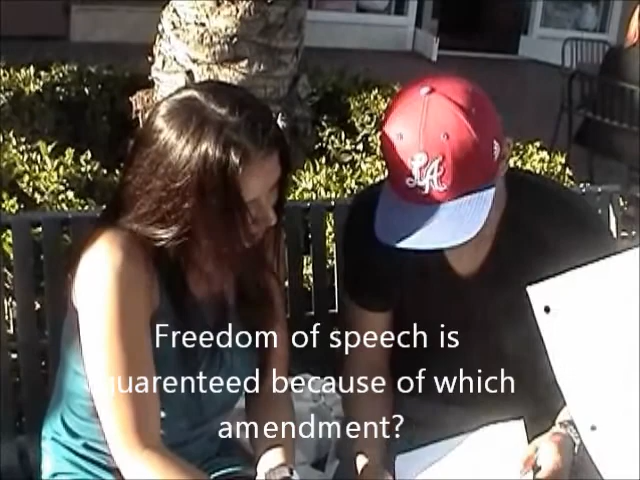 LA
Freedom of speech is
guarenteed because of which
amendment?